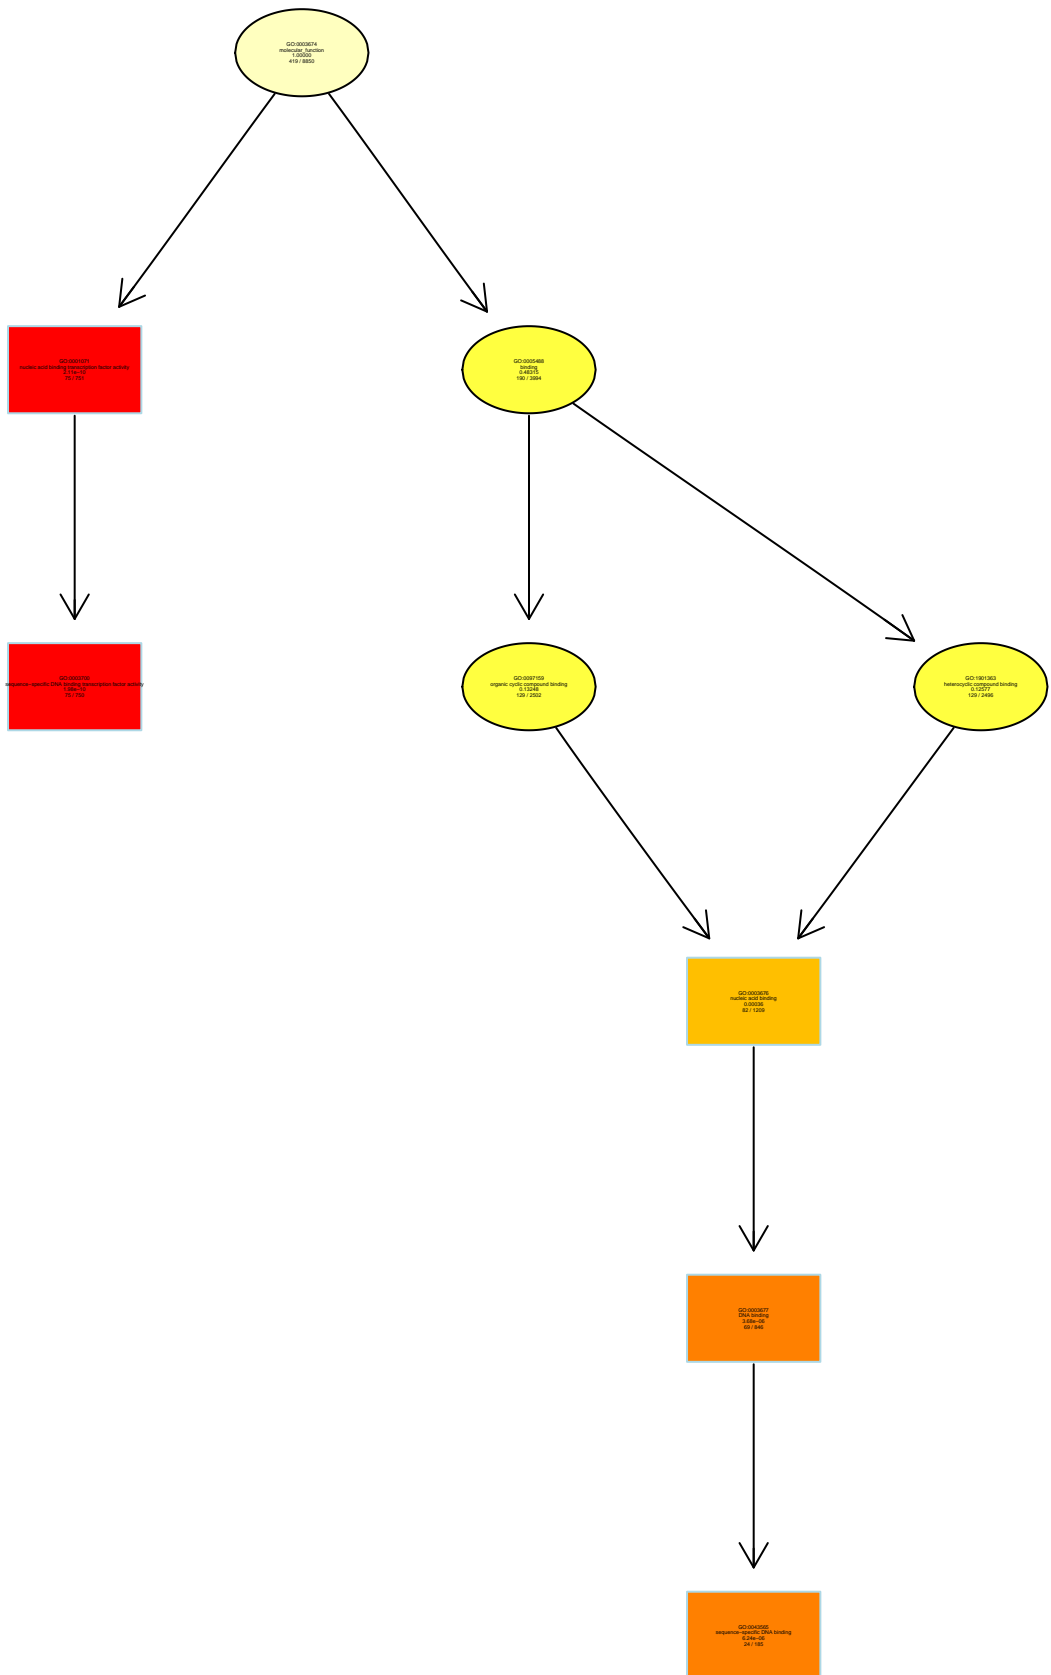 GO:0003674
molecular_function
1.00000
419 / 8850
GO:0001071
nucleic acid binding transcription factor activity
GO:0005488
binding
0.48315
190 / 3994
sequence−specific DNA binding transcription factor activity
GO:0097159
organic cyclic compound binding
0.13248
129 / 2502
GO:1901363
heterocyclic compound binding
0.12577
129 / 2496
GO:0003676
nucleic acid binding
0.00036
82 / 1209
GO:0003677
DNA binding
3.68e−06
69 / 946
GO:0043565
sequence−specific DNA binding
6.24e−06
24 / 185